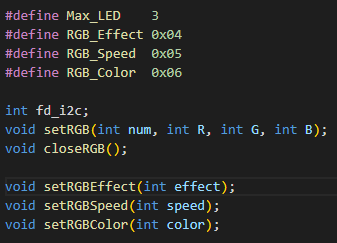 #define Max_LED    3
#define RGB_Effect 0x04
#define RGB_Speed  0x05
#define RGB_Color  0x06
int fd_i2c;
void setRGB(int num, int R, int G, int B);
void closeRGB();
void setRGBEffect(int effect);
void setRGBSpeed(int speed);
void setRGBColor(int color);